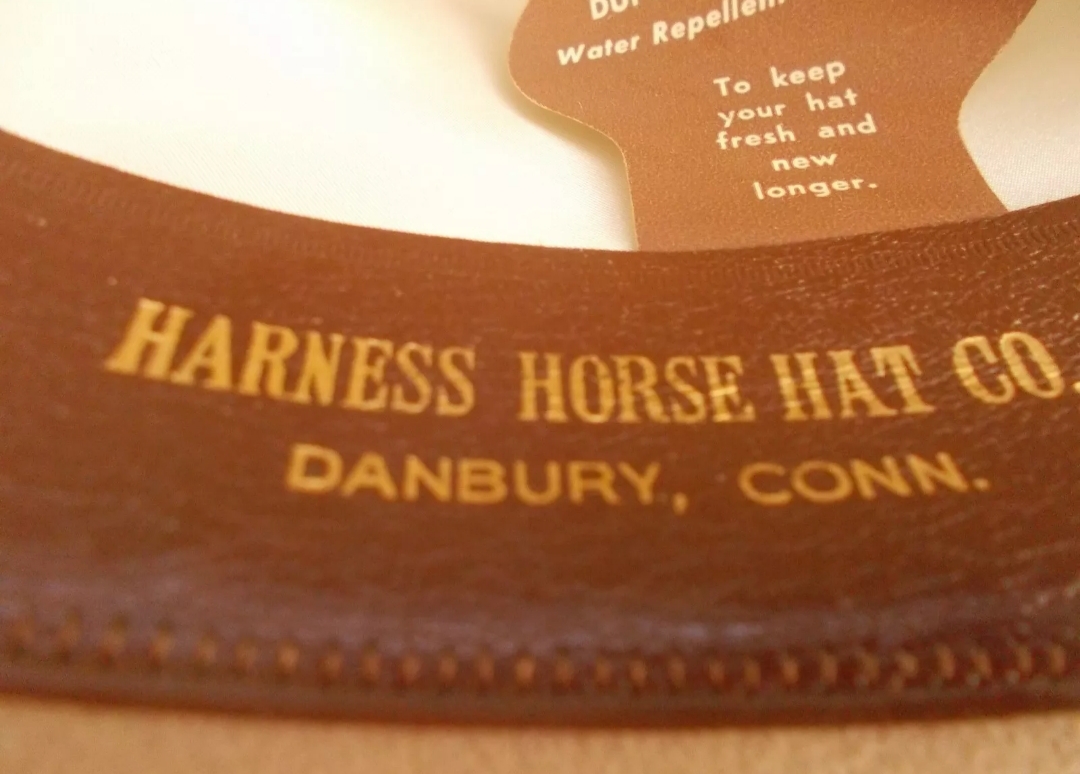 Water Repellent
To keep
your hat
fresh and
new
longer.
HARNESS HORSE HAT CO.
DANBURY, CONN.